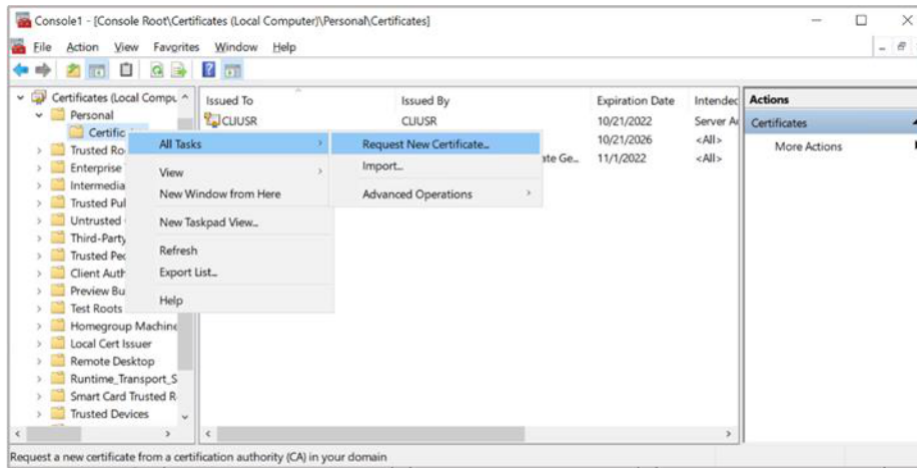 Console1 - [Console Root\Certificates (Local Computer)\Personal\Certificates]
File Action View Favorites Window Help
Certificates (Local Compu
Personal
Certific
Trusted Ro
Enterprise
Intermedia
Trusted Pul
Untrusted
Third-Party
Trusted Pec
Client Auth
Preview Bu
Test Roots
Homegroup Machine
Local Cert Issuer
Remote Desktop
Runtime_Transport_S
Smart Card Trusted R
Trusted Devices
All Tasks
View
New Window from Here
New Taskpad View...
Refresh
Export List...
Help
Request New Certificate...
Import...
Advanced Operations
Issued To Issued By Expiration Date Intended
CLIUSR CLIUSR 10/21/2022 Server Au
10/21/2026 <All>
ate Ge... 11/1/2022 <All>
Actions
Certificates
More Actions
Request a new certificate from a certification authority (CA) in your domain